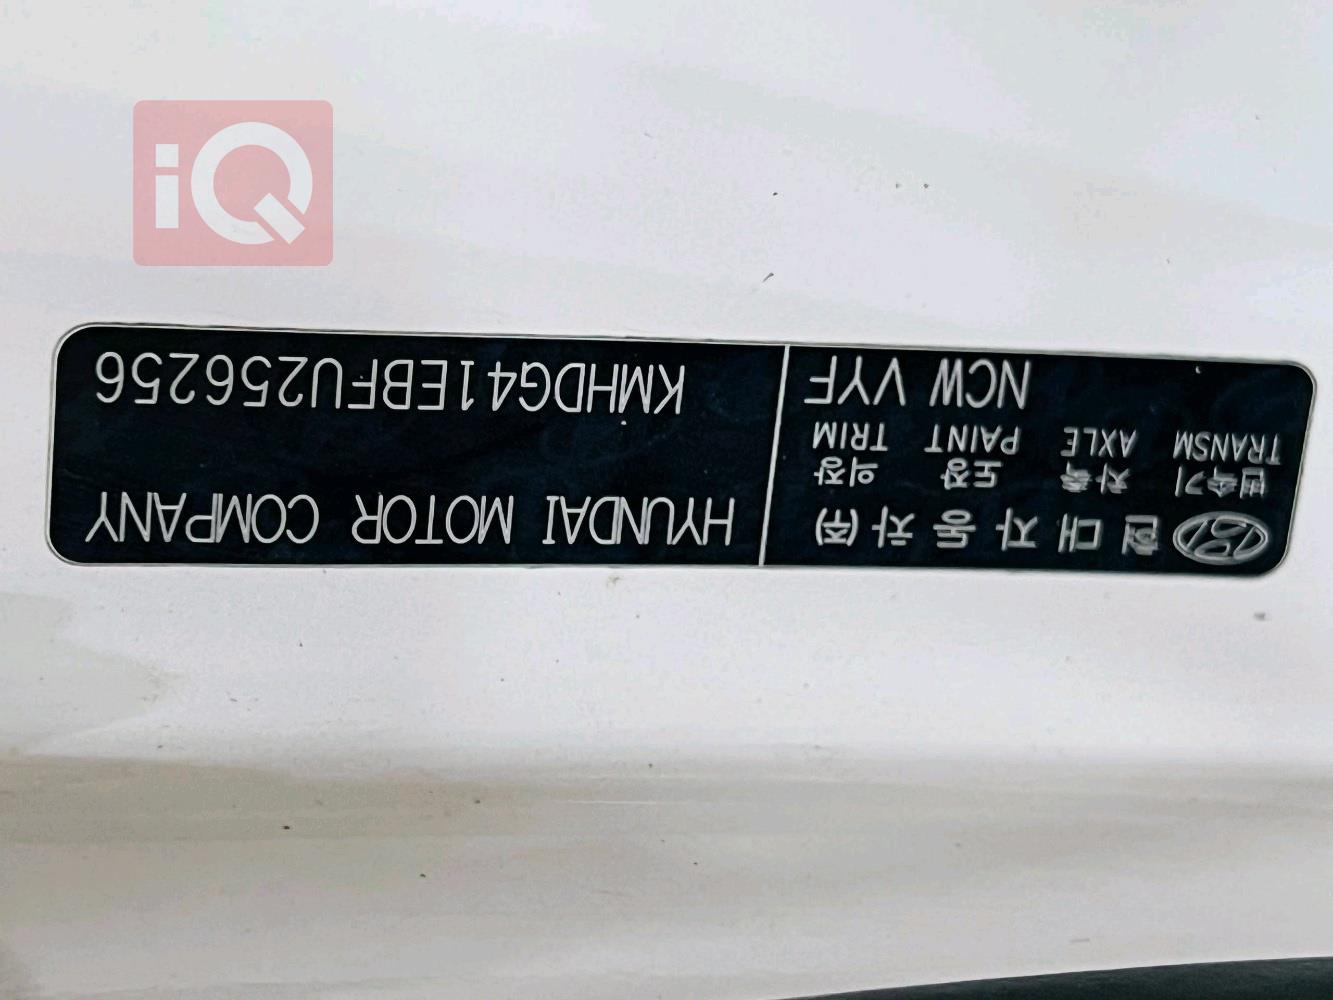 iQ
현대자동차(주)
변속기 차축 도장 의장
TRANSM AXLE PAINT TRIM
NCW VYF
HYUNDAI MOTOR COMPANY
KMHDG41EBFU256256